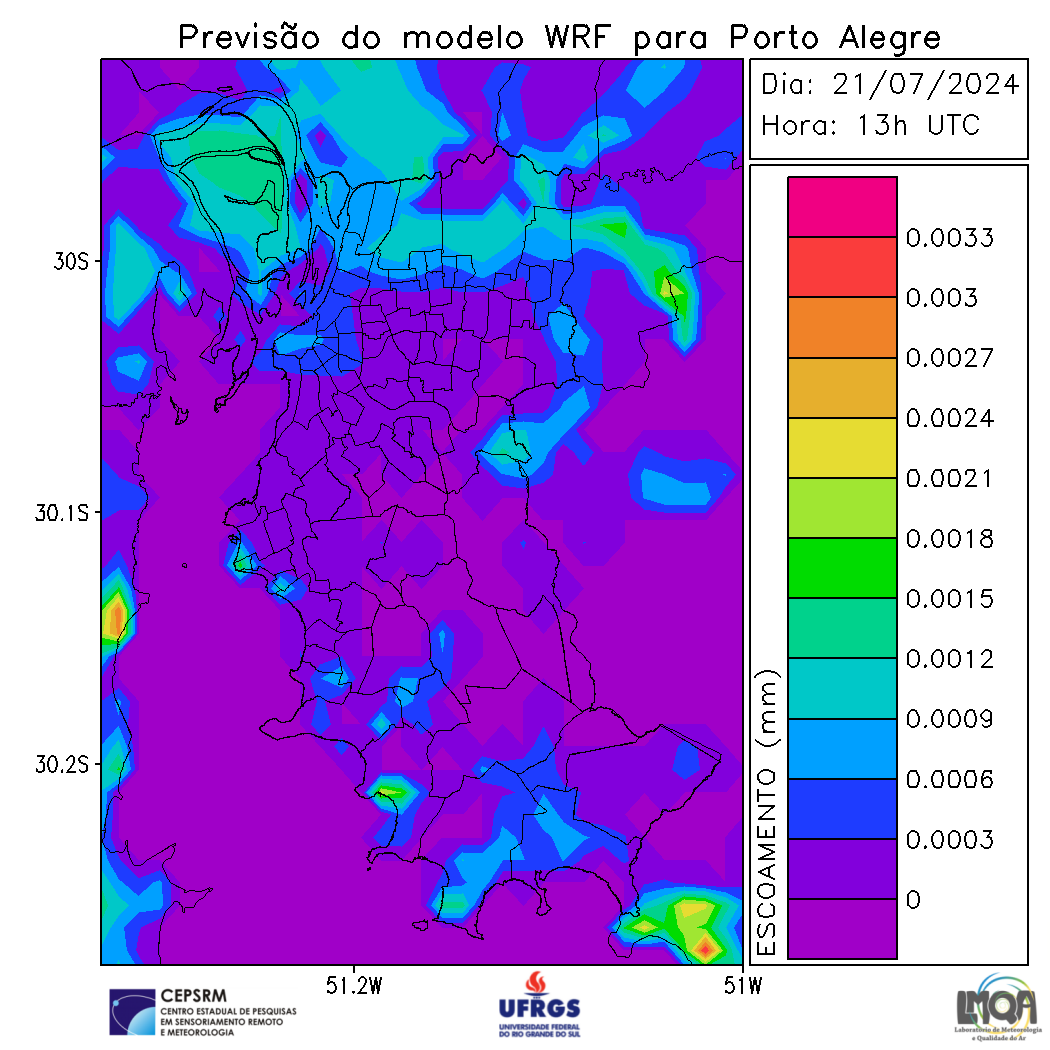 Previsão do modelo WRF para Porto Alegre
Dia: 21/07/2024
Hora: 13h UTC
0.0033
0.003
0.0027
0.0024
0.0021
0.0018
0.0015
0.0012
0.0009
0.0006
0.0003
0
ESCOAMENTO (mm)
30S
30.1S
30.2S
51.2W
51W
CEPSRM
CENTRO ESTADUAL DE PESQUISAS
EM SENSORIAMENTO REMOTO
E METEOROLOGIA
UFRGS
UNIVERSIDADE FEDERAL
DO RIO GRANDE DO SUL
LMQA
Laboratório de Meteorologia
e Qualidade do Ar